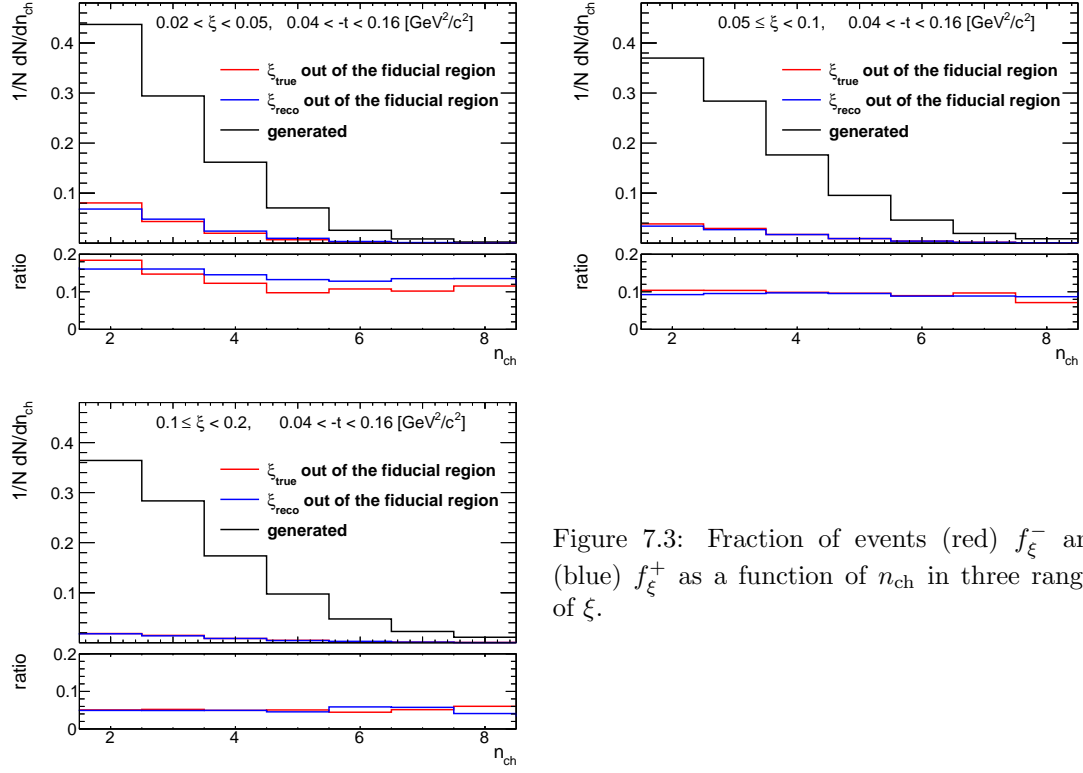 0.02 < ξ < 0.05, 0.04 < -t < 0.16 [GeV²/c²]
1/N dN/dn_ch
0.4
0.3
0.2
0.1
ξ_true out of the fiducial region
ξ_reco out of the fiducial region
generated
ratio
0.2
0.1
0
2 4 6 8
n_ch
0.05 ≤ ξ < 0.1, 0.04 < -t < 0.16 [GeV²/c²]
1/N dN/dn_ch
0.4
0.3
0.2
0.1
ξ_true out of the fiducial region
ξ_reco out of the fiducial region
generated
ratio
0.2
0.1
0
2 4 6 8
n_ch
0.1 ≤ ξ < 0.2, 0.04 < -t < 0.16 [GeV²/c²]
1/N dN/dn_ch
0.4
0.3
0.2
0.1
ξ_true out of the fiducial region
ξ_reco out of the fiducial region
generated
ratio
0.2
0.1
0
2 4 6 8
n_ch
Figure 7.3: Fraction of events (red) f_ξ^- an
(blue) f_ξ^+ as a function of n_ch in three rang
of ξ.